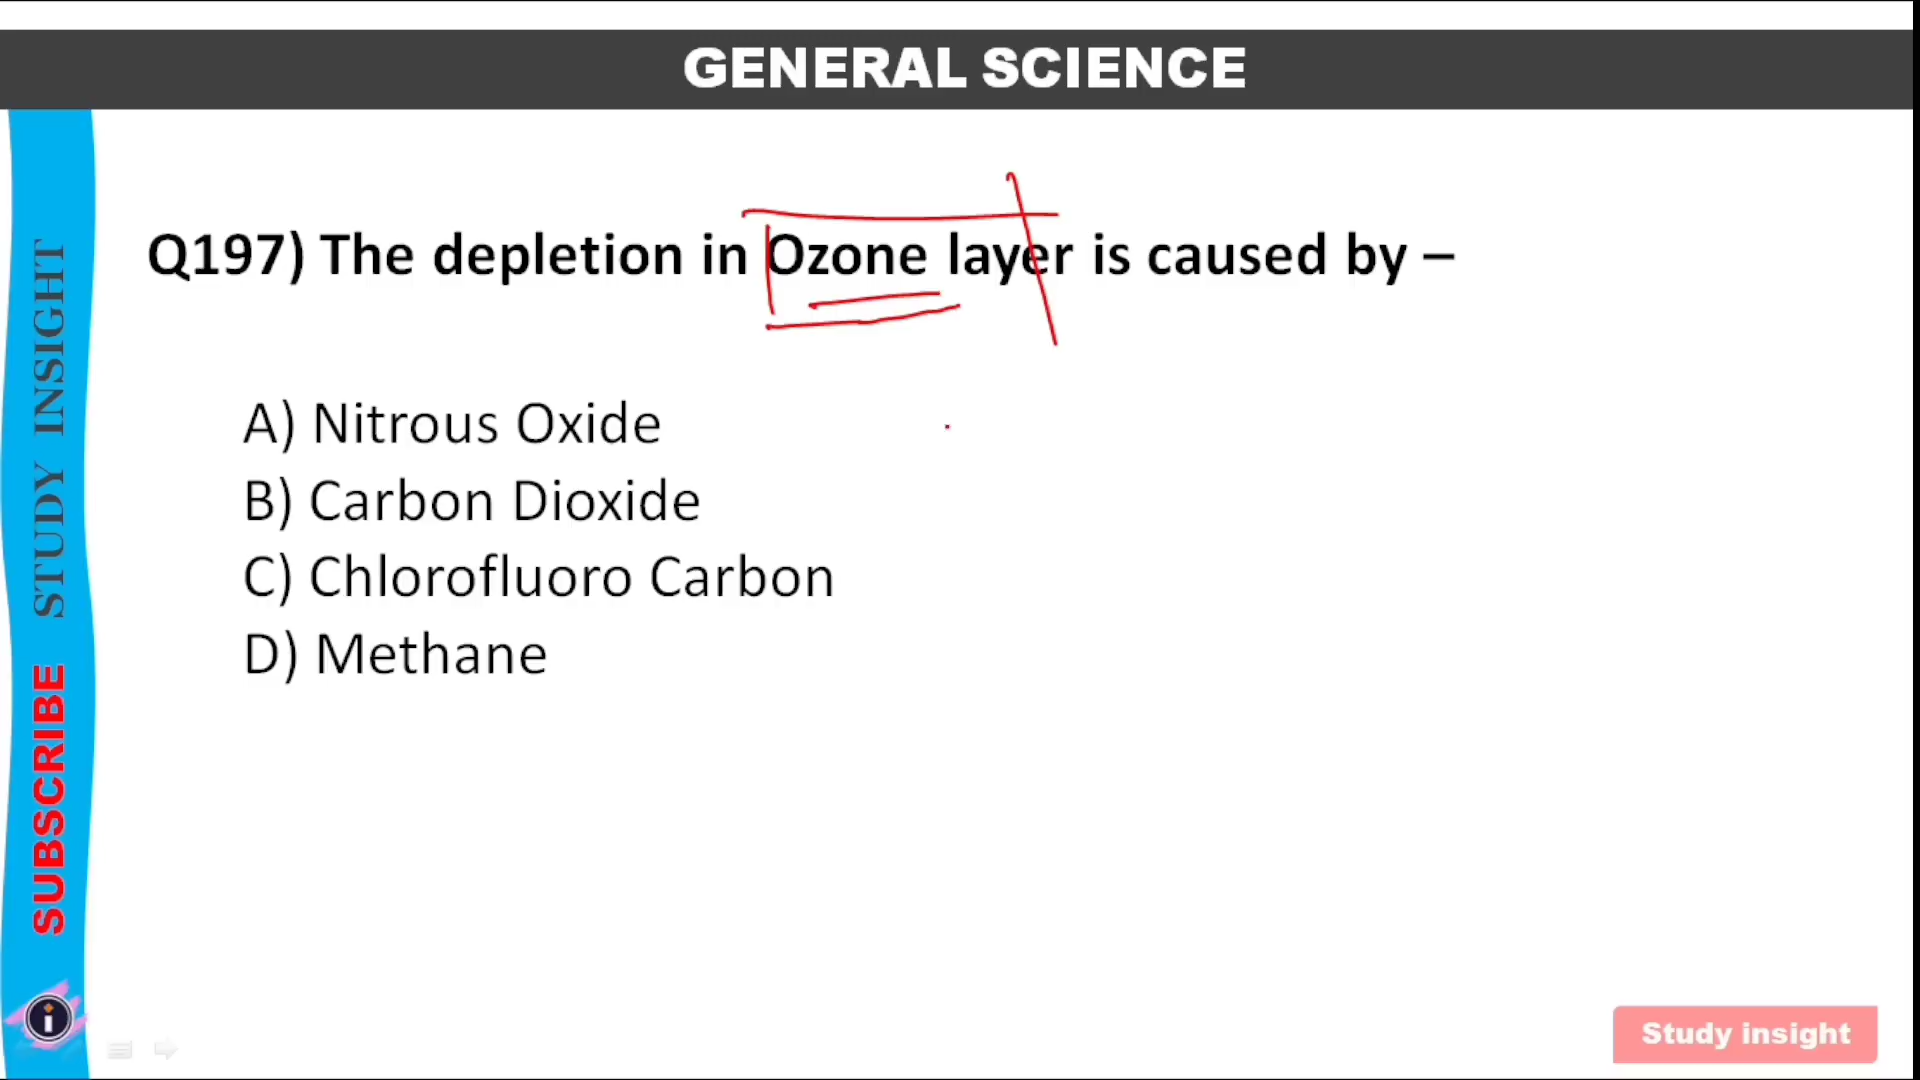 GENERAL SCIENCE
Q197) The depletion in Ozone layer is caused by –
A) Nitrous Oxide
B) Carbon Dioxide
C) Chlorofluoro Carbon
D) Methane
SUBSCRIBE STUDY INSIGHT
i
Study insight